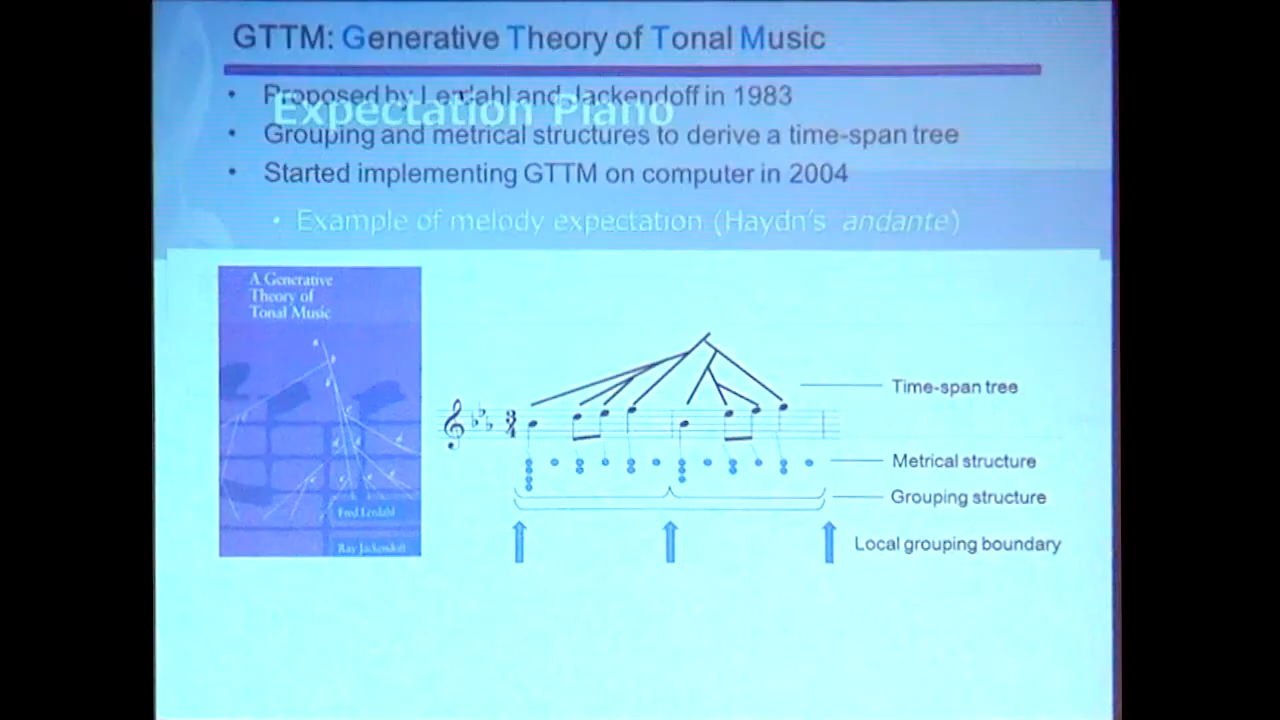 GTTM: Generative Theory of Tonal Music
• Proposed by Lerdahl and Jackendoff in 1983
Expectation Piano
• Grouping and metrical structures to derive a time-span tree
• Started implementing GTTM on computer in 2004
• Example of melody expectation (Haydn's andante)
A Generative
Theory of
Tonal Music
Fred Lerdahl
Ray Jackendoff
3
4
Time-span tree
Metrical structure
Grouping structure
Local grouping boundary